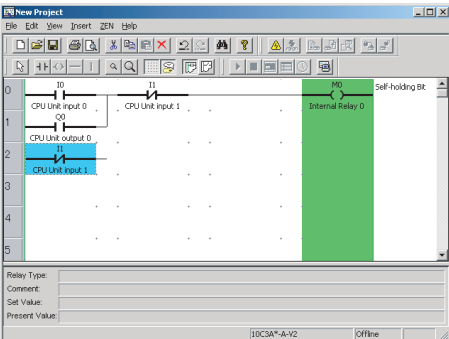 New Project
File Edit View Insert ZEN Help
0 I0 I1 M0 Self-holding Bit
CPU Unit input 0 CPU Unit input 1 Internal Relay 0
1 Q0
CPU Unit output 0
2 I1
CPU Unit input 1
3
4
5
Relay Type:
Comment:
Set Value:
Present Value:
10C3A*-A-V2 Offline